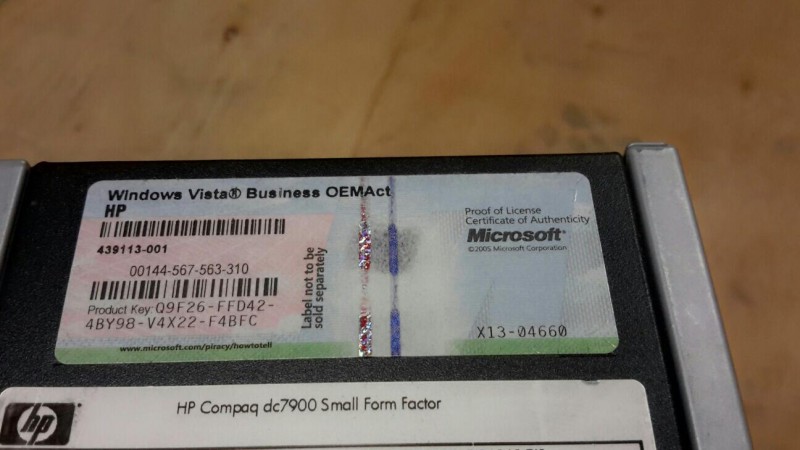 Windows Vista® Business OEMAct
HP
439113-001
00144-567-563-310
Product Key: Q9F26-FFD42-
4BY98-V4X22-F4BFC
www.microsoft.com/piracy/howtotell
Label not to be
sold separately
Proof of License
Certificate of Authenticity
Microsoft®
©2005 Microsoft Corporation
X13-04660
hp
HP Compaq dc7900 Small Form Factor